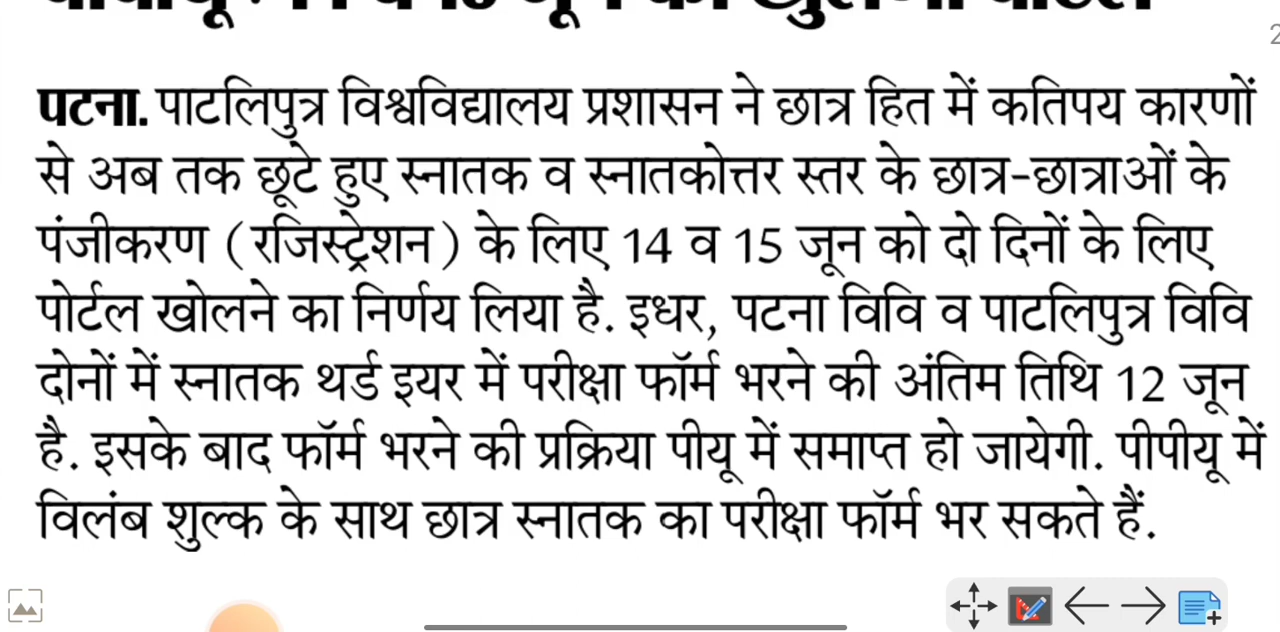 पटना. पाटलिपुत्र विश्वविद्यालय प्रशासन ने छात्र हित में कतिपय कारणों
से अब तक छूटे हुए स्नातक व स्नातकोत्तर स्तर के छात्र-छात्राओं के
पंजीकरण (रजिस्ट्रेशन) के लिए 14 व 15 जून को दो दिनों के लिए
पोर्टल खोलने का निर्णय लिया है. इधर, पटना विवि व पाटलिपुत्र विवि
दोनों में स्नातक थर्ड इयर में परीक्षा फॉर्म भरने की अंतिम तिथि 12 जून
है. इसके बाद फॉर्म भरने की प्रक्रिया पीयू में समाप्त हो जायेगी. पीपीयू में
विलंब शुल्क के साथ छात्र स्नातक का परीक्षा फॉर्म भर सकते हैं.